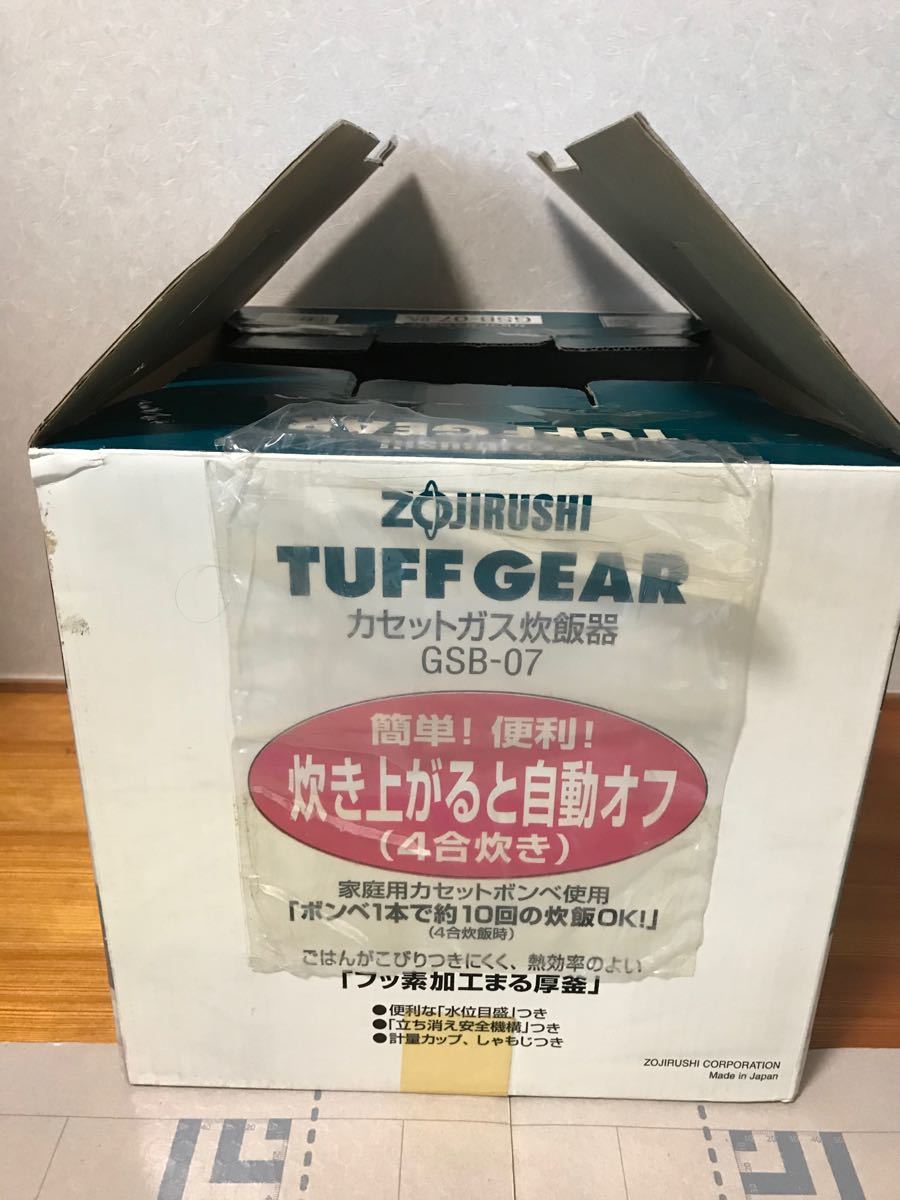 GSB-07
TUFF GEAR
ZOJIRUSHI
TUFF GEAR
カセットガス炊飯器
GSB-07
簡単！便利！
炊き上がると自動オフ
（4合炊き）
家庭用カセットボンベ使用
「ボンベ1本で約10回の炊飯OK!」
（4合炊飯時）
ごはんがこびりつきにくく、熱効率のよい
「フッ素加工まる厚釜」
●便利な「水位目盛」つき
●「立ち消え安全機構」つき
●計量カップ、しゃもじつき
ZOJIRUSHI CORPORATION
Made in Japan